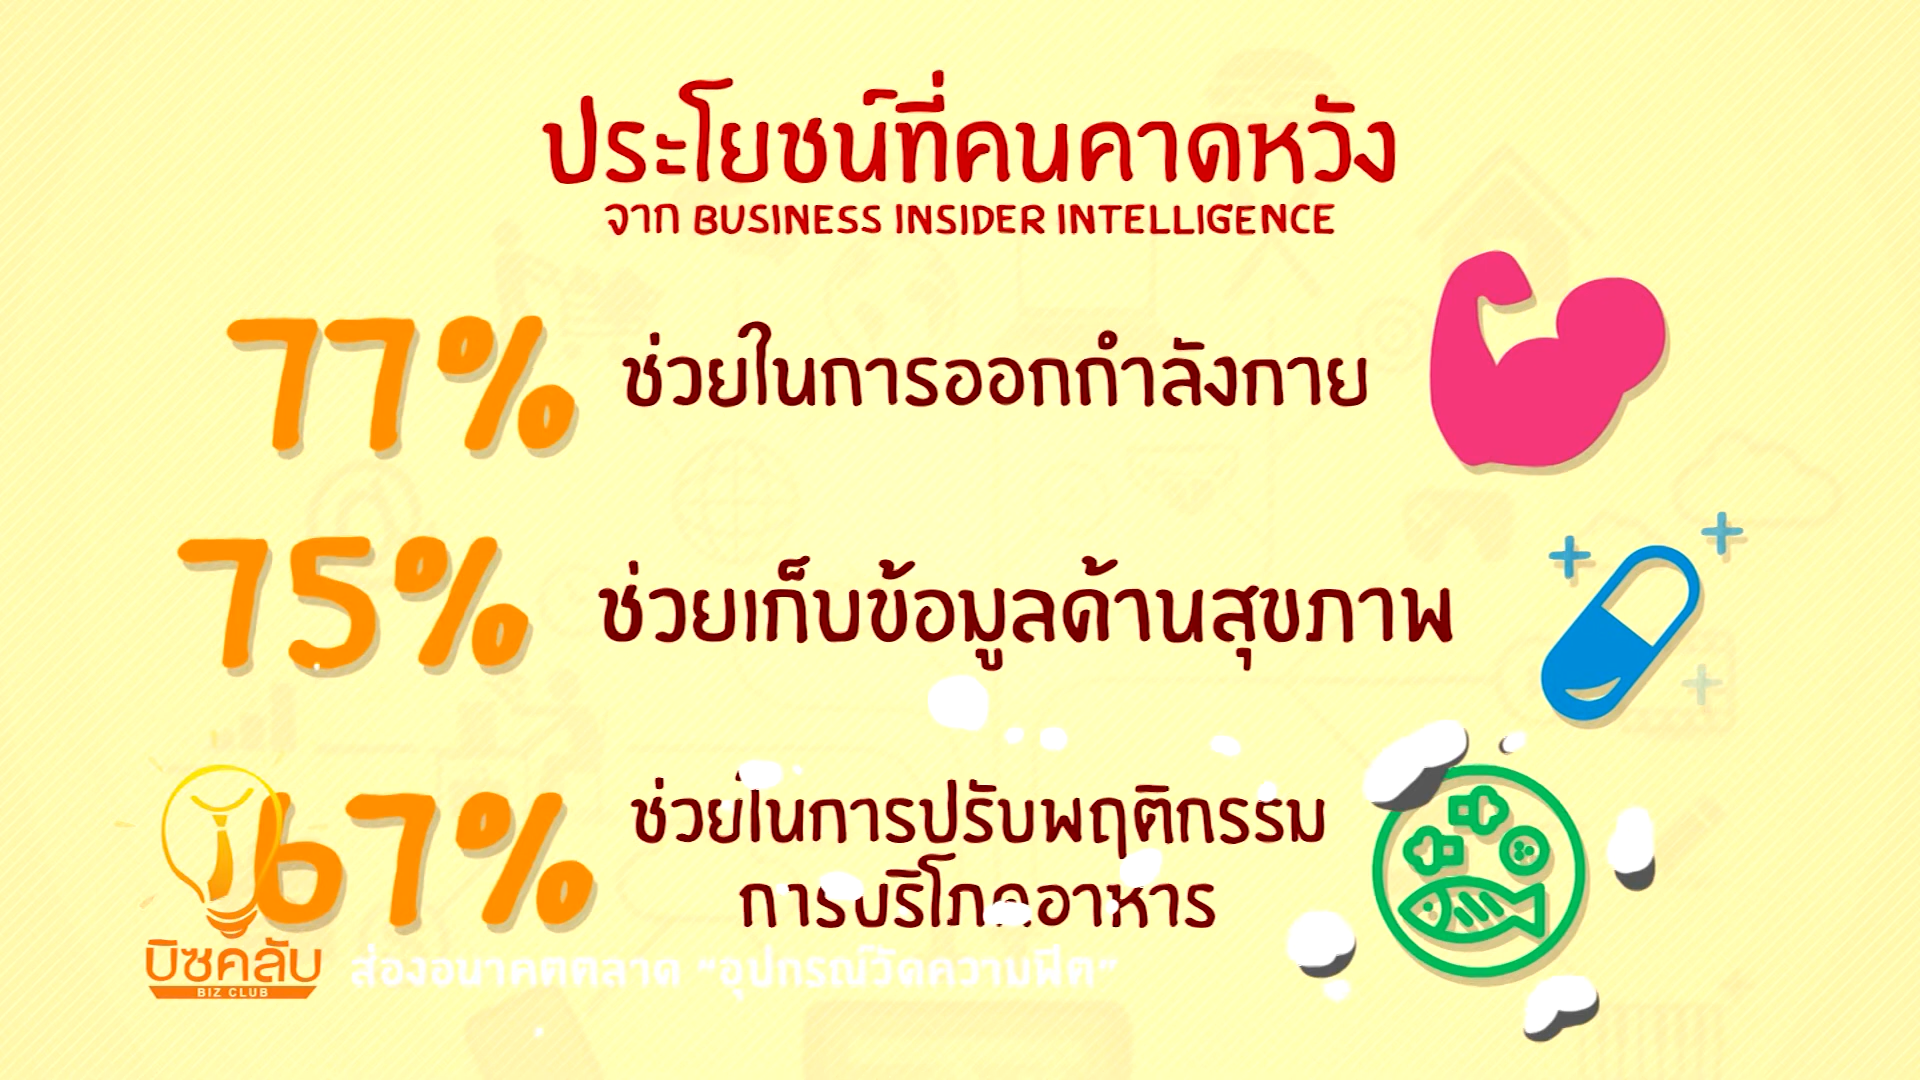 ประโยชน์ที่คนคาดหวัง
จาก BUSINESS INSIDER INTELLIGENCE
77% ช่วยในการออกกำลังกาย
75% ช่วยเก็บข้อมูลด้านสุขภาพ
67% ช่วยในการปรับพฤติกรรม
การบริโภคอาหาร
บิซคลับ
BIZ CLUB
ส่องอนาคตตลาด "อุปกรณ์วัดความฟิต"